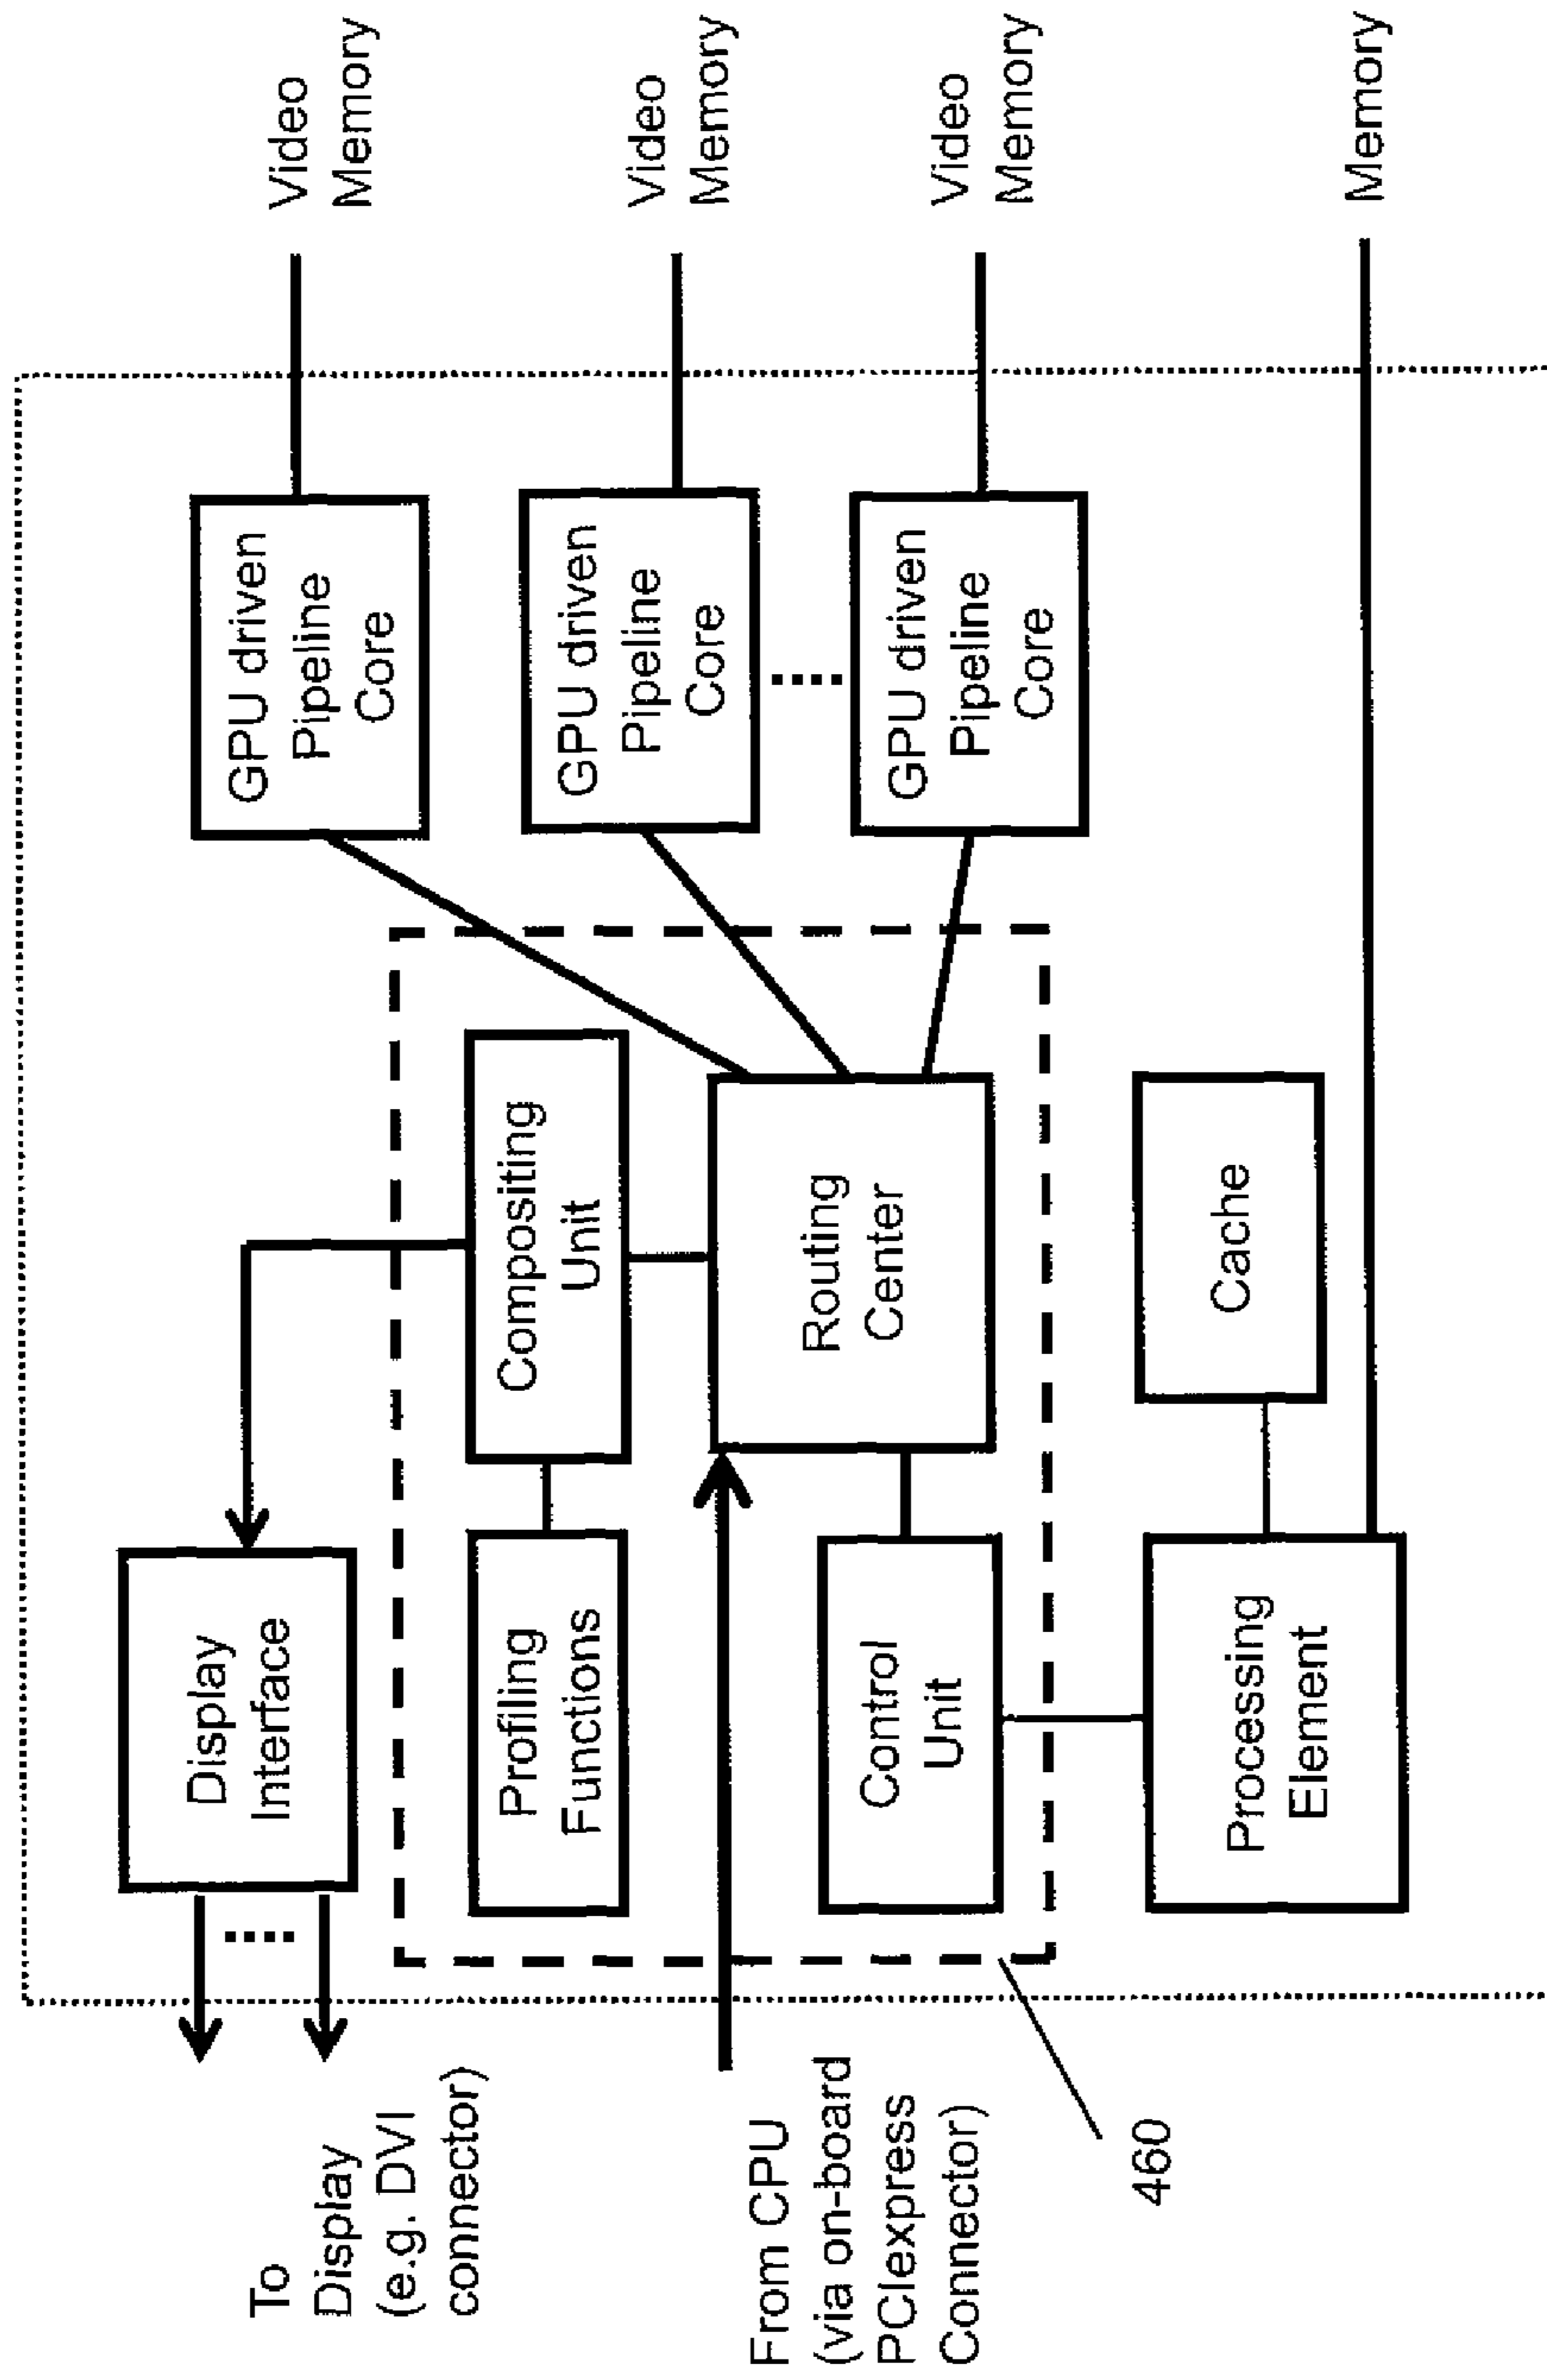 To
Display
(e.g. DVI
connector)
Display
Interface
Video
Memory
GPU driven
Pipeline
Core
Profiling
Functions
Compositing
Unit
GPU driven
Pipeline
Core
Video
Memory
From CPU
(via on-board
PCIexpress
Connector)
Routing
Center
Control
Unit
GPU driven
Pipeline
Core
Video
Memory
460
Processing
Element
Cache
Memory